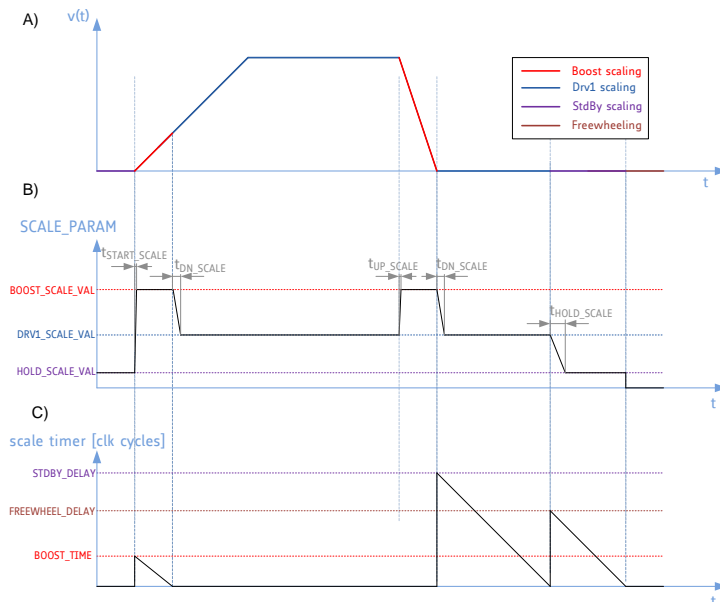 A)
v(t)
Boost scaling
Drv1 scaling
StdBy scaling
Freewheeling
t
B)
SCALE_PARAM
tSTART_SCALE
tDN_SCALE
tUP_SCALE
tDN_SCALE
BOOST_SCALE_VAL
tHOLD_SCALE
DRV1_SCALE_VAL
HOLD_SCALE_VAL
t
C)
scale timer [clk cycles]
STDBY_DELAY
FREEWHEEL_DELAY
BOOST_TIME
t